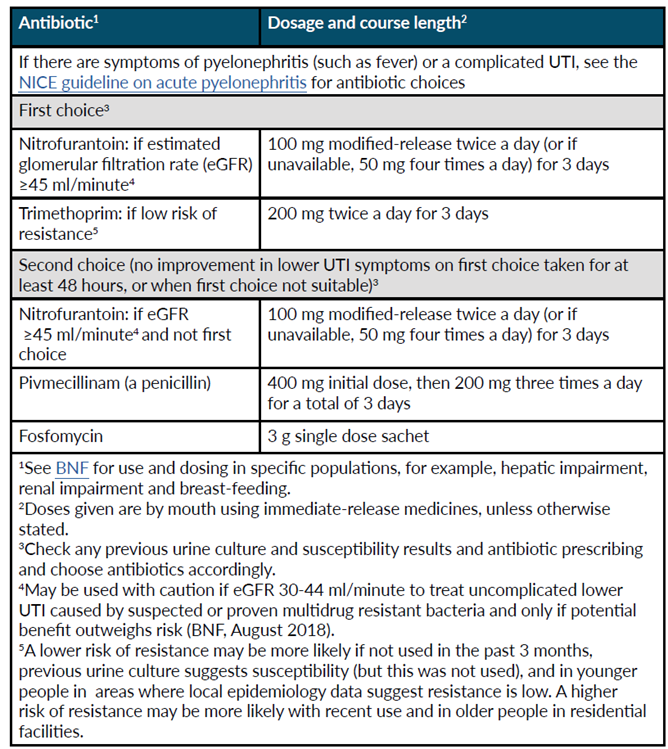 Antibiotic¹ Dosage and course length²
If there are symptoms of pyelonephritis (such as fever) or a complicated UTI, see the
NICE guideline on acute pyelonephritis for antibiotic choices
First choice³
Nitrofurantoin: if estimated
glomerular filtration rate (eGFR)
≥45 ml/minute⁴
100 mg modified-release twice a day (or if
unavailable, 50 mg four times a day) for 3 days
Trimethoprim: if low risk of
resistance⁵
200 mg twice a day for 3 days
Second choice (no improvement in lower UTI symptoms on first choice taken for at
least 48 hours, or when first choice not suitable)³
Nitrofurantoin: if eGFR
≥45 ml/minute⁴ and not first
choice
100 mg modified-release twice a day (or if
unavailable, 50 mg four times a day) for 3 days
Pivmecillinam (a penicillin)
400 mg initial dose, then 200 mg three times a day
for a total of 3 days
Fosfomycin
3 g single dose sachet
¹See BNF for use and dosing in specific populations, for example, hepatic impairment,
renal impairment and breast-feeding.
²Doses given are by mouth using immediate-release medicines, unless otherwise
stated.
³Check any previous urine culture and susceptibility results and antibiotic prescribing
and choose antibiotics accordingly.
⁴May be used with caution if eGFR 30-44 ml/minute to treat uncomplicated lower
UTI caused by suspected or proven multidrug resistant bacteria and only if potential
benefit outweighs risk (BNF, August 2018).
⁵A lower risk of resistance may be more likely if not used in the past 3 months,
previous urine culture suggests susceptibility (but this was not used), and in younger
people in areas where local epidemiology data suggest resistance is low. A higher
risk of resistance may be more likely with recent use and in older people in residential
facilities.